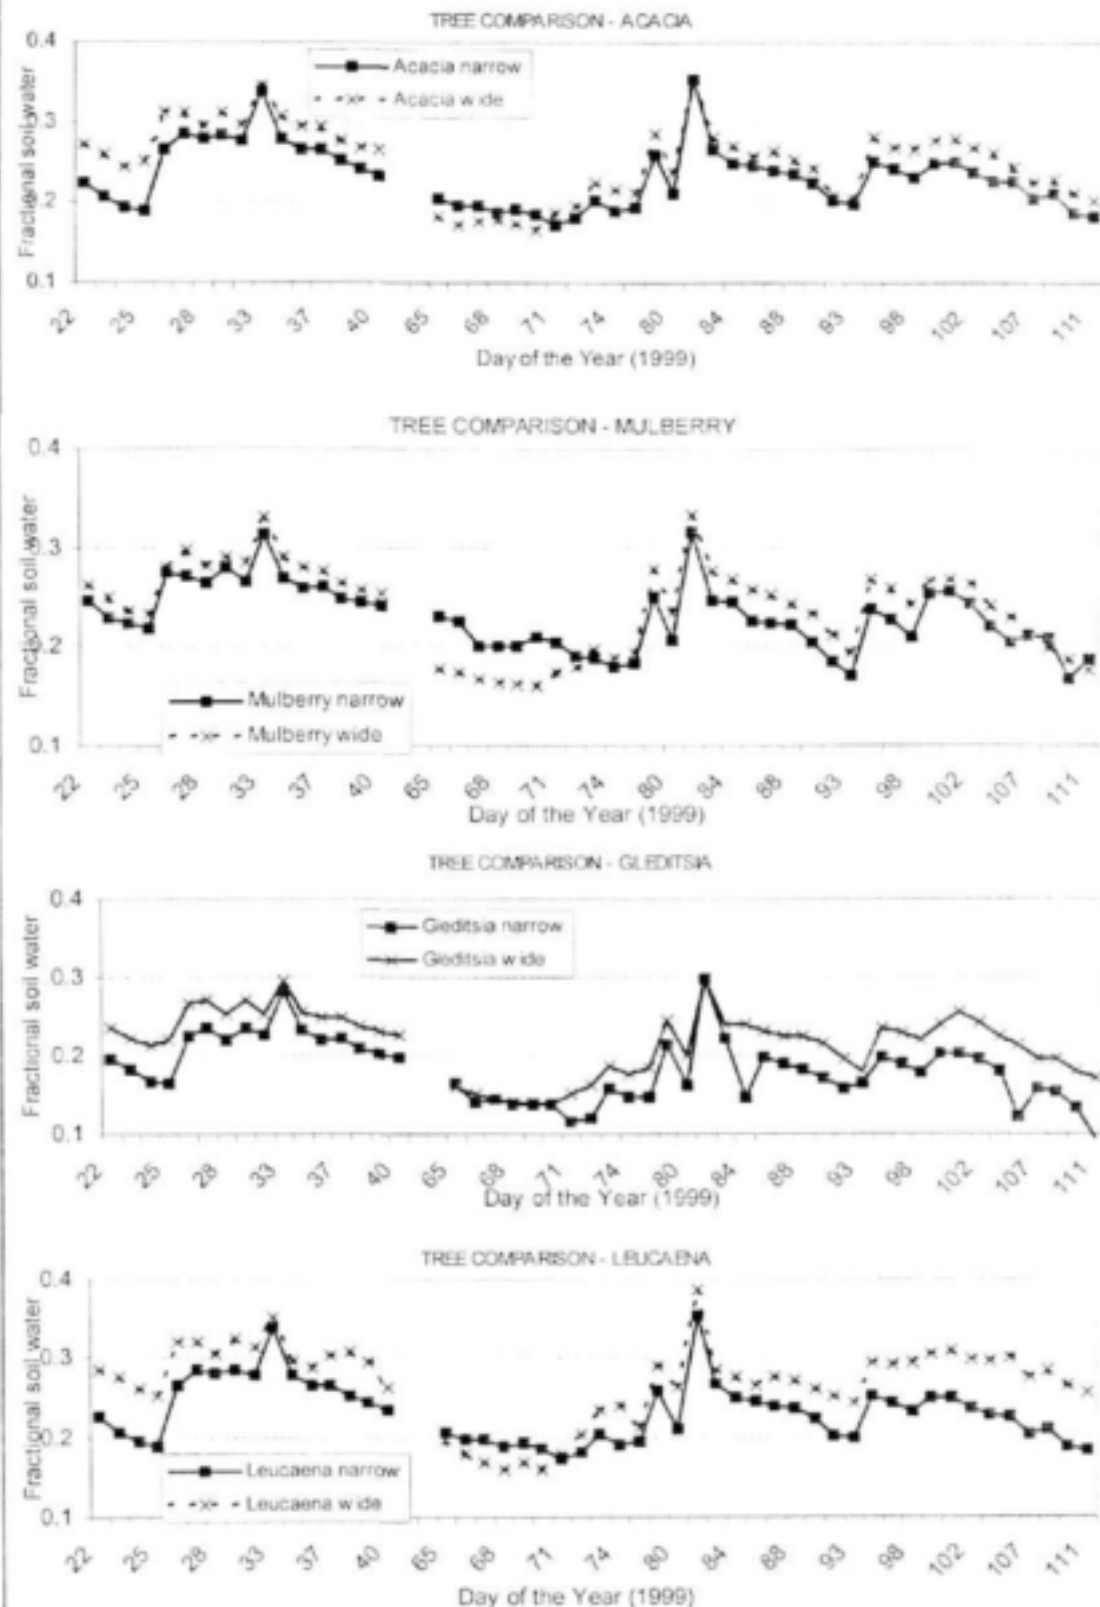 TREE COMPARISON - ACACIA
0.4
0.3
0.2
0.1
Fractional soil water
Acacia narrow
Acacia wide
22 25 28 33 37 40 65 68 71 74 80 84 88 93 98 102 107 111
Day of the Year (1999)
TREE COMPARISON - MULBERRY
0.4
0.3
0.2
0.1
Fractional soil water
Mulberry narrow
Mulberry wide
22 25 28 33 37 40 65 68 71 74 80 84 88 93 98 102 107 111
Day of the Year (1999)
TREE COMPARISON - GLEDITSIA
0.4
0.3
0.2
0.1
Fractional soil water
Gleditsia narrow
Gleditsia wide
22 25 28 33 37 40 65 68 71 74 80 84 88 93 98 102 107 111
Day of the Year (1999)
TREE COMPARISON - LEUCAENA
0.4
0.3
0.2
0.1
Fractional soil water
Leucaena narrow
Leucaena wide
22 25 28 33 37 40 65 68 71 74 80 84 88 93 98 102 107 111
Day of the Year (1999)